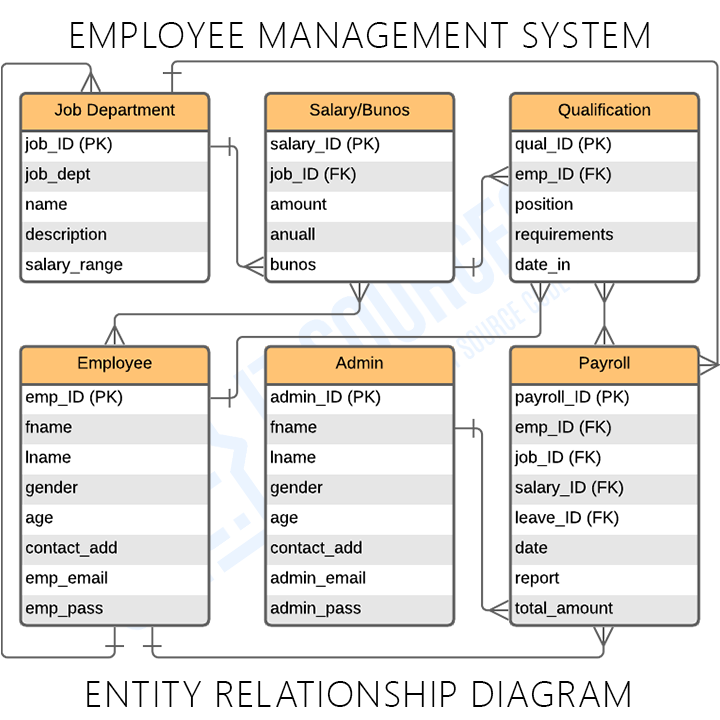 EMPLOYEE MANAGEMENT SYSTEM
Job Department
job_ID (PK)
job_dept
name
description
salary_range
Salary/Bunos
salary_ID (PK)
job_ID (FK)
amount
anuall
bunos
Qualification
qual_ID (PK)
emp_ID (FK)
position
requirements
date_in
Employee
emp_ID (PK)
fname
lname
gender
age
contact_add
emp_email
emp_pass
Admin
admin_ID (PK)
fname
lname
gender
age
contact_add
admin_email
admin_pass
Payroll
payroll_ID (PK)
emp_ID (FK)
job_ID (FK)
salary_ID (FK)
leave_ID (FK)
date
report
total_amount
ENTITY RELATIONSHIP DIAGRAM